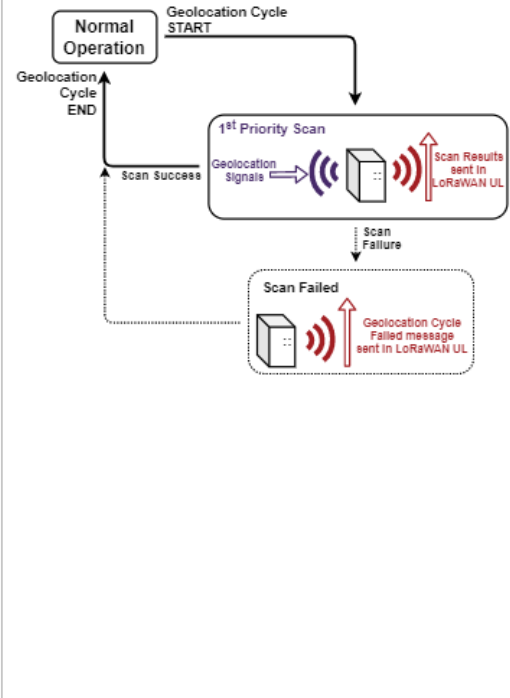 Normal
Operation
Geolocation Cycle
START
Geolocation
Cycle
END
1st Priority Scan
Geolocation
Signals
Scan Results
sent in
LoRaWAN UL
Scan Success
Scan
Failure
Scan Failed
Geolocation Cycle
Failed message
sent in LoRaWAN UL